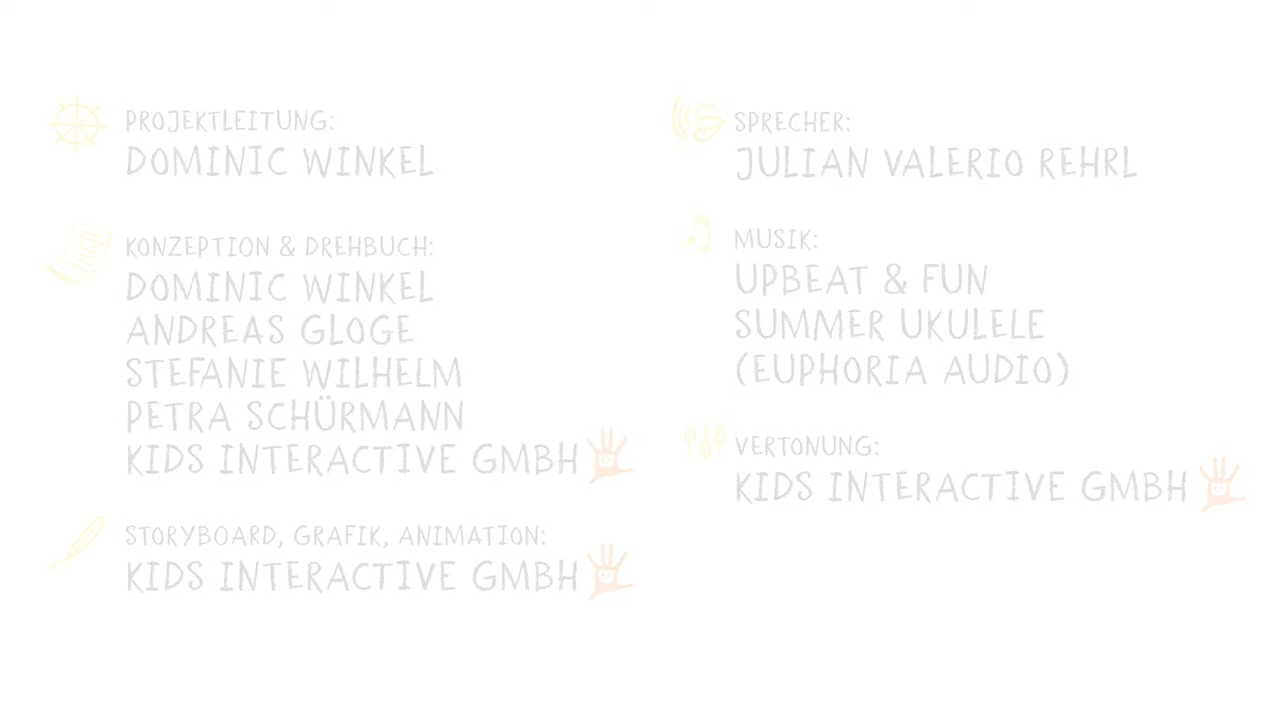 PROJEKTLEITUNG:
DOMINIC WINKEL
KONZEPTION & DREHBUCH:
DOMINIC WINKEL
ANDREAS GLOGE
STEFANIE WILHELM
PETRA SCHÜRMANN
KIDS INTERACTIVE GMBH
STORYBOARD, GRAFIK, ANIMATION:
KIDS INTERACTIVE GMBH
SPRECHER:
JULIAN VALERIO REHRL
MUSIK:
UPBEAT & FUN
SUMMER UKULELE
(EUPHORIA AUDIO)
VERTONUNG:
KIDS INTERACTIVE GMBH